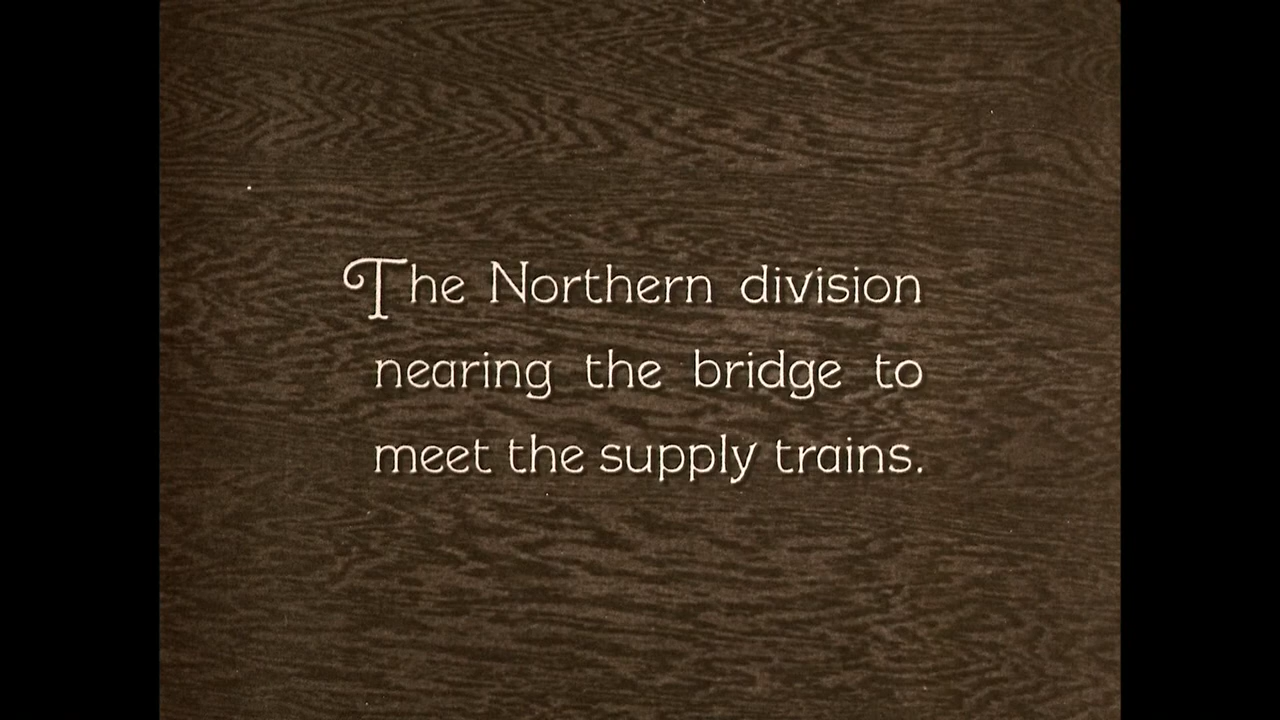 The Northern division
nearing the bridge to
meet the supply trains.